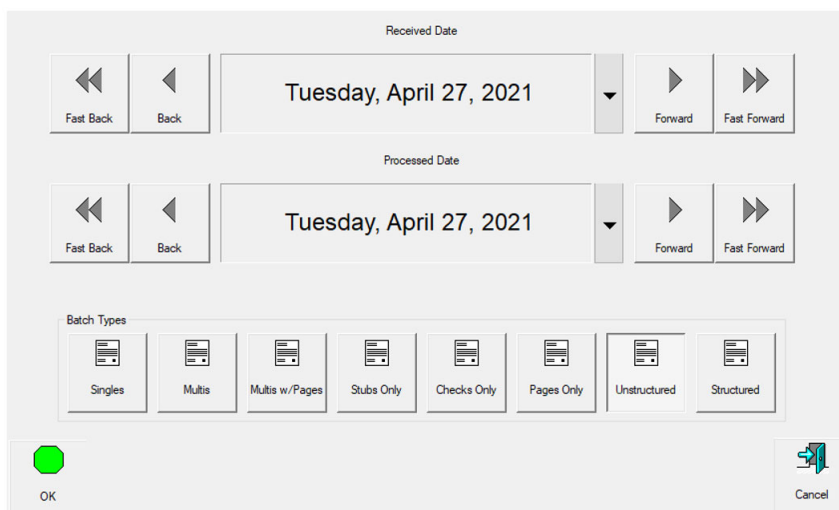 Received Date
Fast Back
Back
Tuesday, April 27, 2021
Forward
Fast Forward
Processed Date
Fast Back
Back
Tuesday, April 27, 2021
Forward
Fast Forward
Batch Types
Singles
Multis
Multis w/Pages
Stubs Only
Checks Only
Pages Only
Unstructured
Structured
OK
Cancel